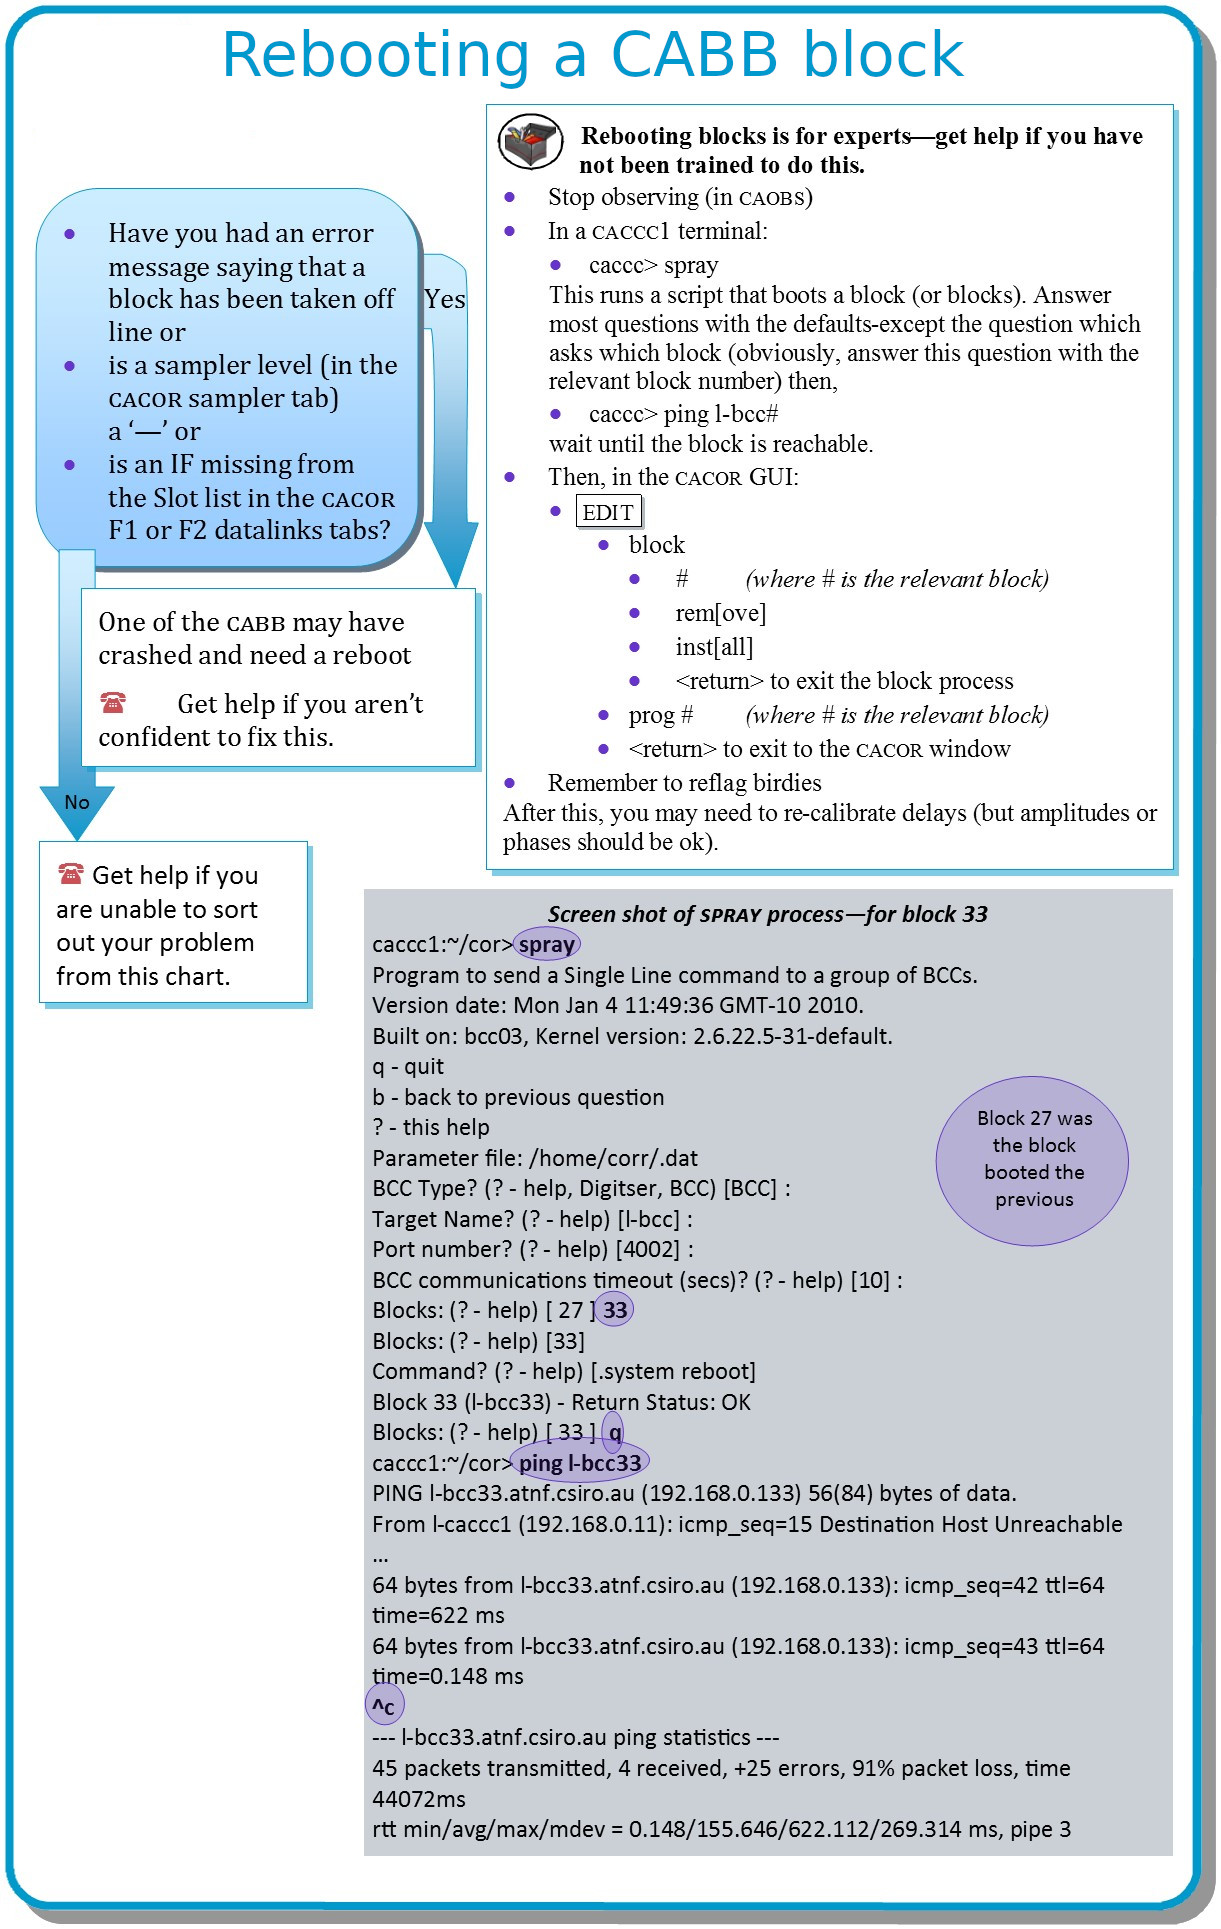 Rebooting a CABB block
Have you had an error
message saying that a
block has been taken off
line or
is a sampler level (in the
CACOR sampler tab)
a ‘—’ or
is an IF missing from
the Slot list in the CACOR
F1 or F2 datalinks tabs?
Yes
One of the CABB may have
crashed and need a reboot
☎ Get help if you aren’t
confident to fix this.
No
☎ Get help if you
are unable to sort
out your problem
from this chart.
Rebooting blocks is for experts—get help if you have
not been trained to do this.
Stop observing (in CAOBS)
In a CACCC1 terminal:
caccc> spray
This runs a script that boots a block (or blocks). Answer
most questions with the defaults-except the question which
asks which block (obviously, answer this question with the
relevant block number) then,
caccc> ping l-bcc#
wait until the block is reachable.
Then, in the CACOR GUI:
EDIT
block
# (where # is the relevant block)
rem[ove]
inst[all]
<return> to exit the block process
prog # (where # is the relevant block)
<return> to exit to the CACOR window
Remember to reflag birdies
After this, you may need to re-calibrate delays (but amplitudes or
phases should be ok).
Screen shot of SPRAY process—for block 33
caccc1:~/cor> spray
Program to send a Single Line command to a group of BCCs.
Version date: Mon Jan 4 11:49:36 GMT-10 2010.
Built on: bcc03, Kernel version: 2.6.22.5-31-default.
q - quit
b - back to previous question
? - this help
Parameter file: /home/corr/.dat
BCC Type? (? - help, Digitser, BCC) [BCC] :
Target Name? (? - help) [l-bcc] :
Port number? (? - help) [4002] :
BCC communications timeout (secs)? (? - help) [10] :
Blocks: (? - help) [ 27 ] 33
Blocks: (? - help) [33]
Command? (? - help) [.system reboot]
Block 33 (l-bcc33) - Return Status: OK
Blocks: (? - help) [ 33 ] q
caccc1:~/cor> ping l-bcc33
PING l-bcc33.atnf.csiro.au (192.168.0.133) 56(84) bytes of data.
From l-caccc1 (192.168.0.11): icmp_seq=15 Destination Host Unreachable
...
64 bytes from l-bcc33.atnf.csiro.au (192.168.0.133): icmp_seq=42 ttl=64
time=622 ms
64 bytes from l-bcc33.atnf.csiro.au (192.168.0.133): icmp_seq=43 ttl=64
time=0.148 ms
^C
--- l-bcc33.atnf.csiro.au ping statistics ---
45 packets transmitted, 4 received, +25 errors, 91% packet loss, time
44072ms
rtt min/avg/max/mdev = 0.148/155.646/622.112/269.314 ms, pipe 3
Block 27 was
the block
booted the
previous